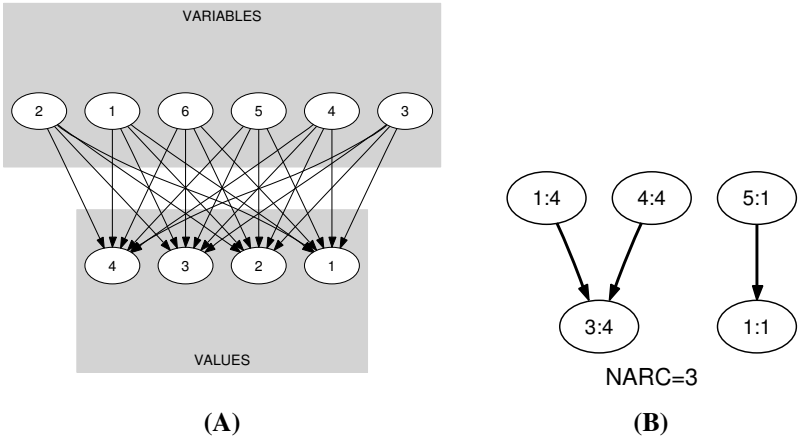 VARIABLES
2 1 6 5 4 3
4 3 2 1
VALUES
(A)
1:4 4:4 5:1
3:4 1:1
NARC=3
(B)